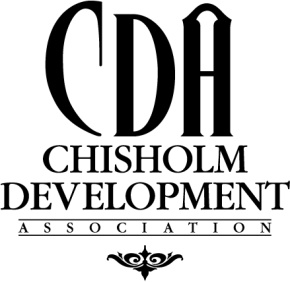 CDA
CHISHOLM
DEVELOPMENT
ASSOCIATION